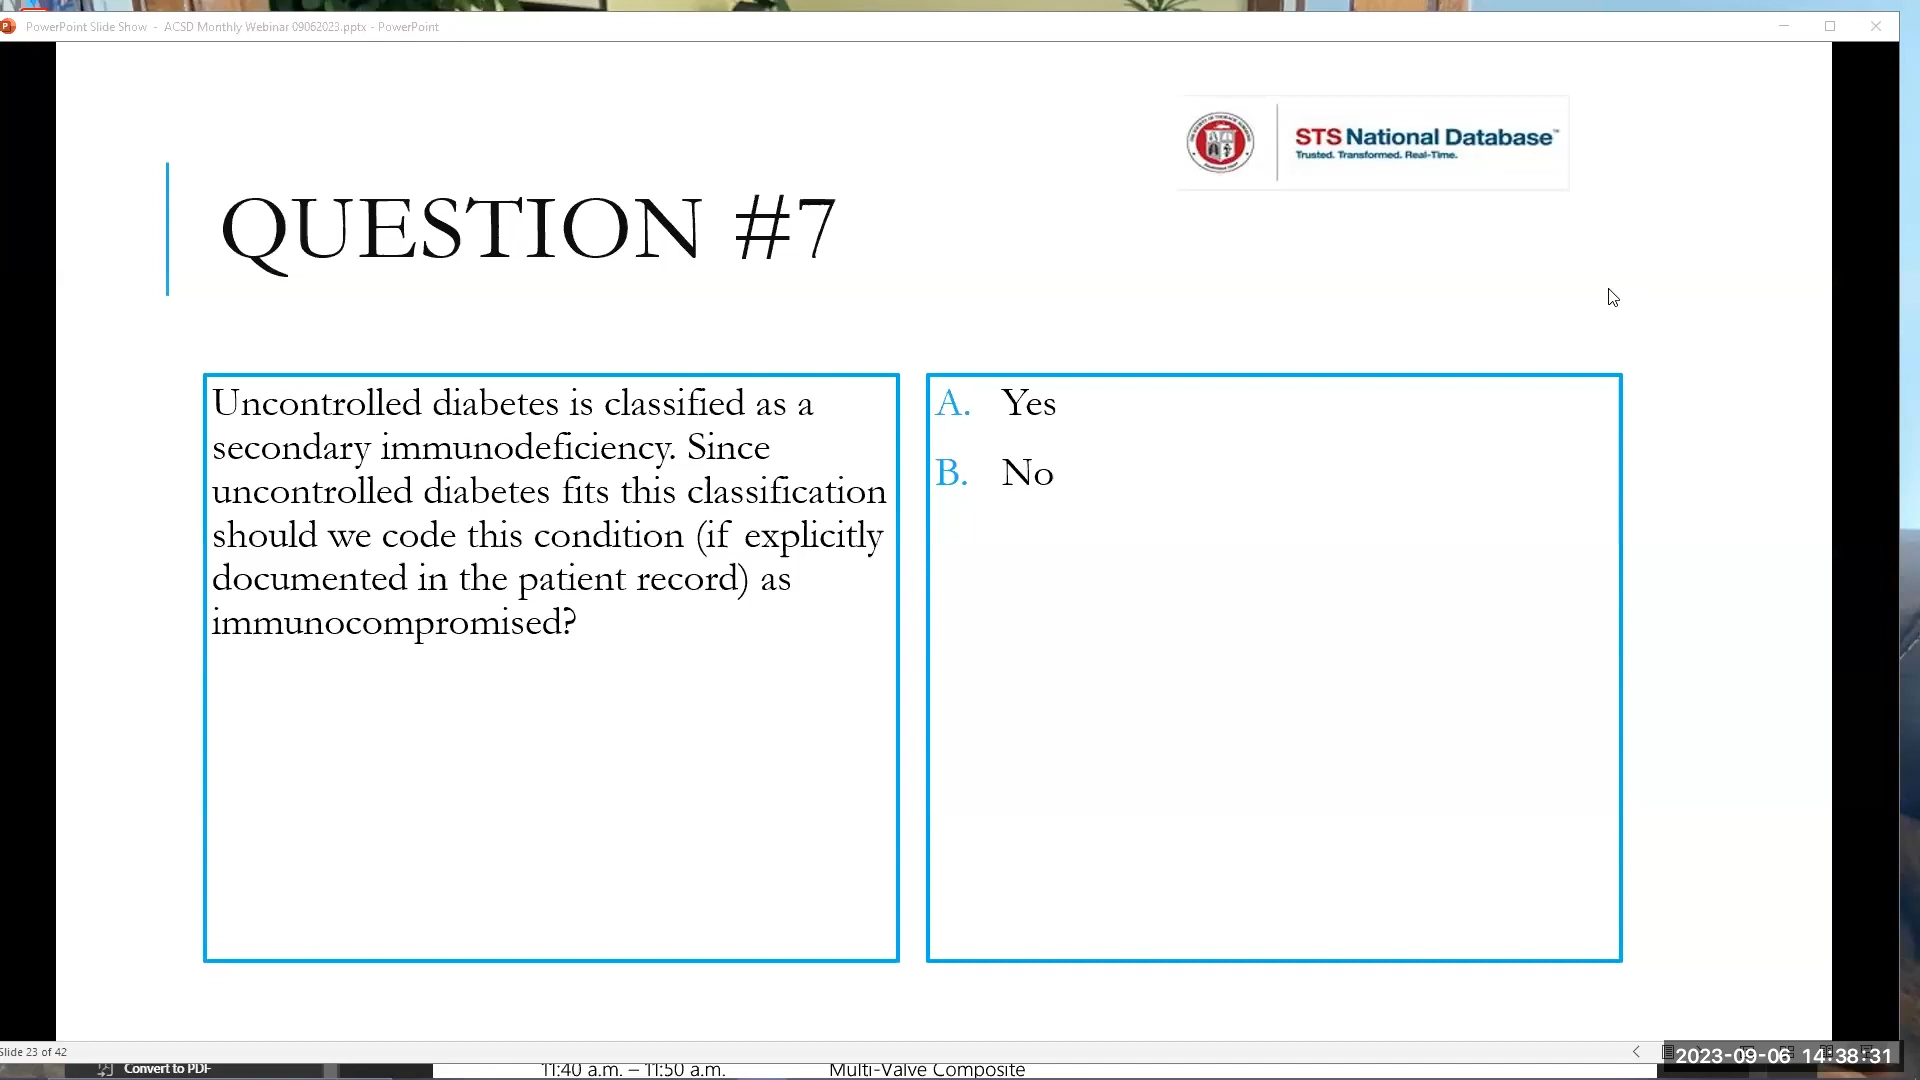 PowerPoint Slide Show - ACSD Monthly Webinar 09062023.pptx - PowerPoint
STS National Database™
Trusted. Transformed. Real-Time.
QUESTION #7
Uncontrolled diabetes is classified as a
secondary immunodeficiency. Since
uncontrolled diabetes fits this classification
should we code this condition (if explicitly
documented in the patient record) as
immunocompromised?
A. Yes
B. No
Slide 23 of 42
2023-09-06 14:38:31
Convert to PDF
11:40 a.m. – 11:50 a.m.
Multi-Valve Composite